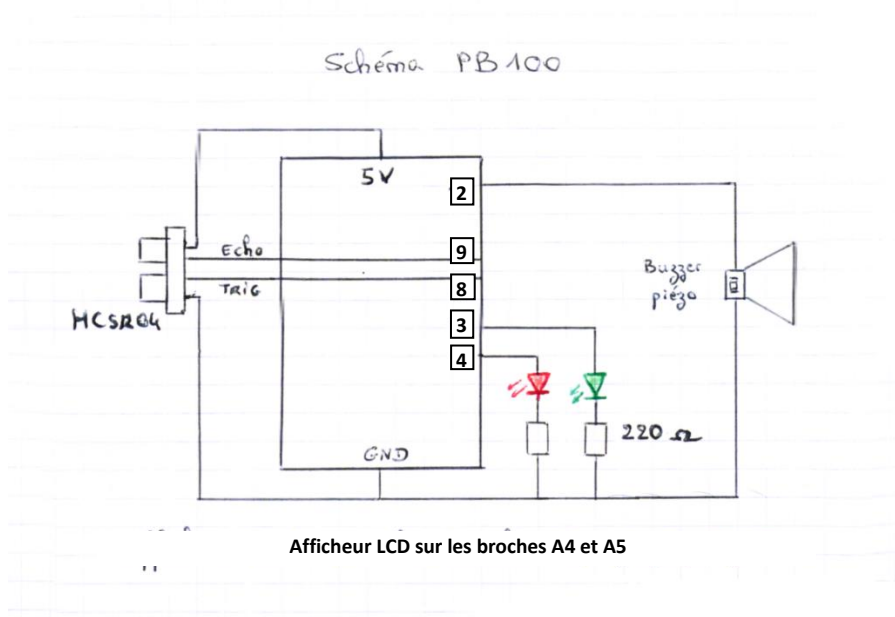 Schéma PB100
5V
2
Echo
9
TRIG
8
HCSR04
3
4
Buzzer
piézo
220 Ω
GND
Afficheur LCD sur les broches A4 et A5